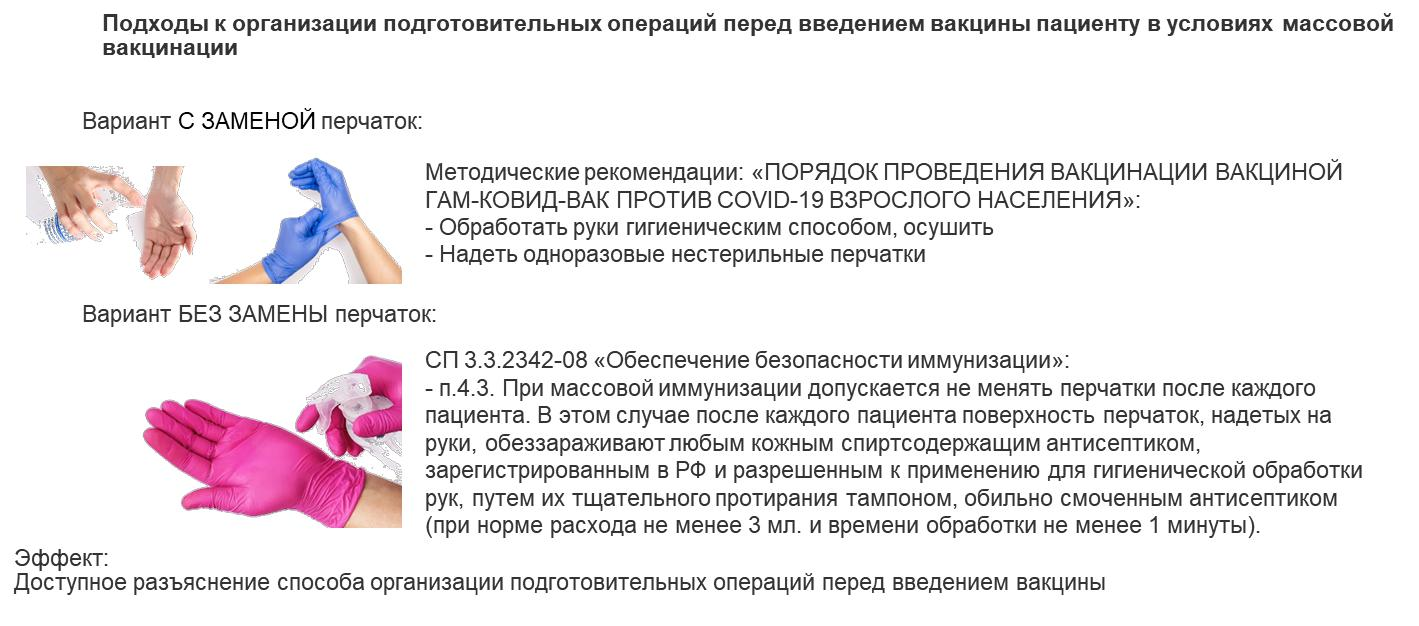 Подходы к организации подготовительных операций перед введением вакцины пациенту в условиях массовой
вакцинации
Вариант С ЗАМЕНОЙ перчаток:
Методические рекомендации: «ПОРЯДОК ПРОВЕДЕНИЯ ВАКЦИНАЦИИ ВАКЦИНОЙ
ГАМ-КОВИД-ВАК ПРОТИВ COVID-19 ВЗРОСЛОГО НАСЕЛЕНИЯ»:
- Обработать руки гигиеническим способом, осушить
- Надеть одноразовые нестерильные перчатки
Вариант БЕЗ ЗАМЕНЫ перчаток:
СП 3.3.2342-08 «Обеспечение безопасности иммунизации»:
- п.4.3. При массовой иммунизации допускается не менять перчатки после каждого
пациента. В этом случае после каждого пациента поверхность перчаток, надетых на
руки, обеззараживают любым кожным спиртсодержащим антисептиком,
зарегистрированным в РФ и разрешенным к применению для гигиенической обработки
рук, путем их тщательного протирания тампоном, обильно смоченным антисептиком
(при норме расхода не менее 3 мл. и времени обработки не менее 1 минуты).
Эффект:
Доступное разъяснение способа организации подготовительных операций перед введением вакцины